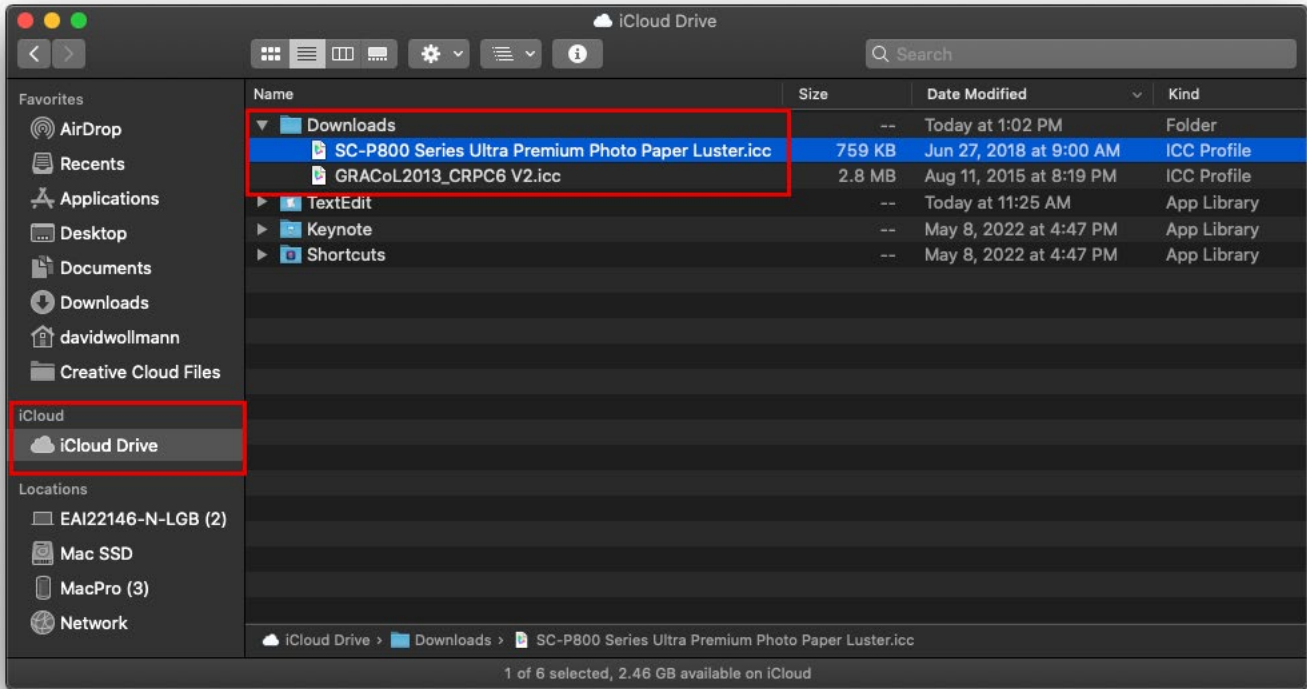 iCloud Drive
Search
Favorites
AirDrop
Recents
Applications
Desktop
Documents
Downloads
davidwollmann
Creative Cloud Files
iCloud
iCloud Drive
Locations
EAI22146-N-LGB (2)
Mac SSD
MacPro (3)
Network
Name Size Date Modified Kind
Downloads -- Today at 1:02 PM Folder
SC-P800 Series Ultra Premium Photo Paper Luster.icc 759 KB Jun 27, 2018 at 9:00 AM ICC Profile
GRACoL2013_CRPC6 V2.icc 2.8 MB Aug 11, 2015 at 8:19 PM ICC Profile
TextEdit -- Today at 11:25 AM App Library
Keynote -- May 8, 2022 at 4:47 PM App Library
Shortcuts -- May 8, 2022 at 4:47 PM App Library
iCloud Drive › Downloads › SC-P800 Series Ultra Premium Photo Paper Luster.icc
1 of 6 selected, 2.46 GB available on iCloud